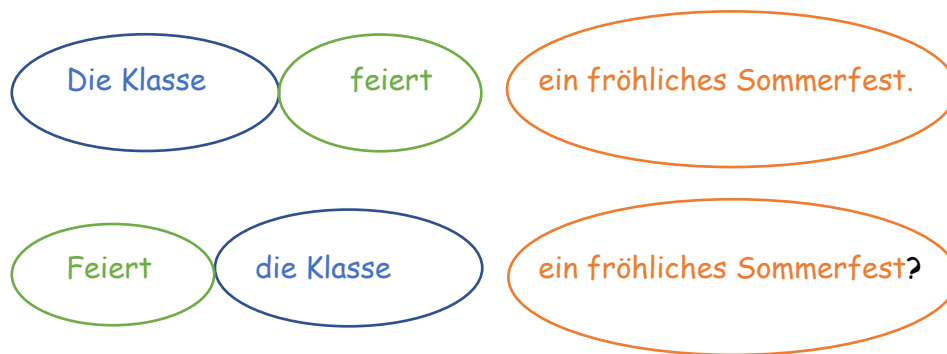 Die Klasse feiert ein fröhliches Sommerfest.
Feiert die Klasse ein fröhliches Sommerfest?